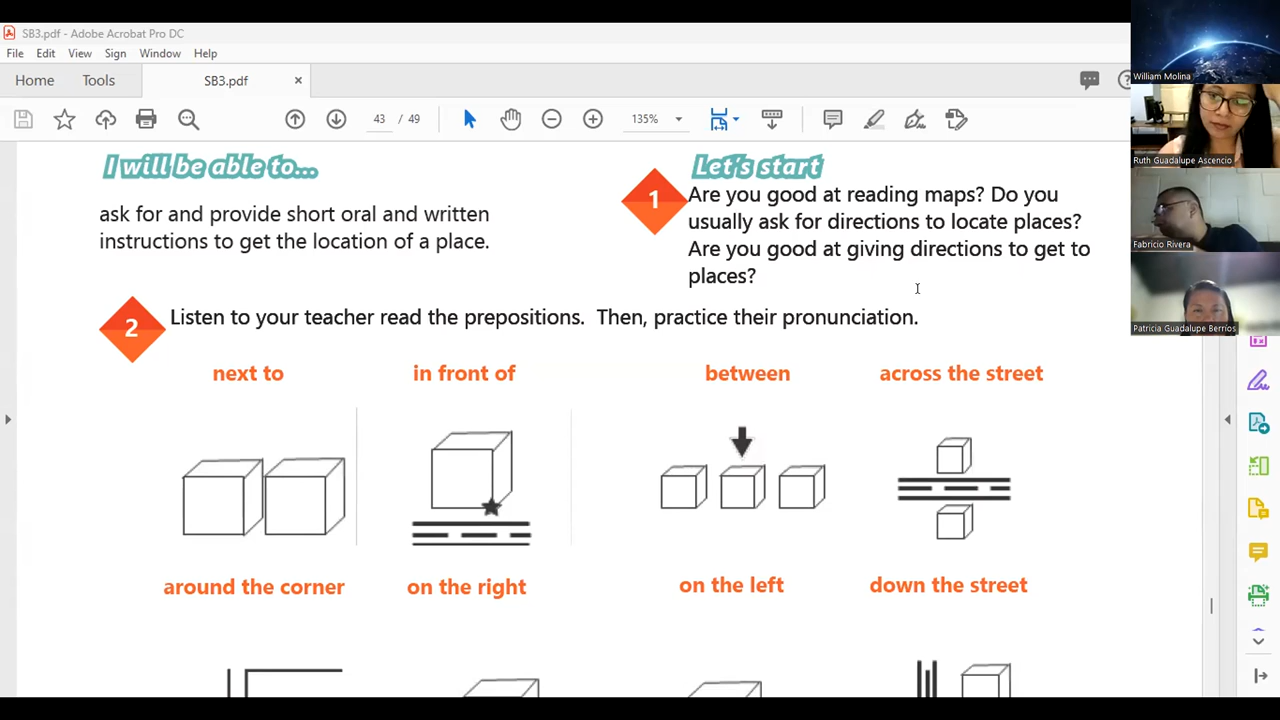 SB3.pdf - Adobe Acrobat Pro DC
File Edit View Sign Window Help
Home Tools SB3.pdf ×
43 / 49 135%
I will be able to...
ask for and provide short oral and written
instructions to get the location of a place.
Let's start
1
Are you good at reading maps? Do you
usually ask for directions to locate places?
Are you good at giving directions to get to
places?
2
Listen to your teacher read the prepositions. Then, practice their pronunciation.
next to in front of between across the street
around the corner on the right on the left down the street
William Molina
Ruth Guadalupe Ascencio
Fabricio Rivera
Patricia Guadalupe Berríos